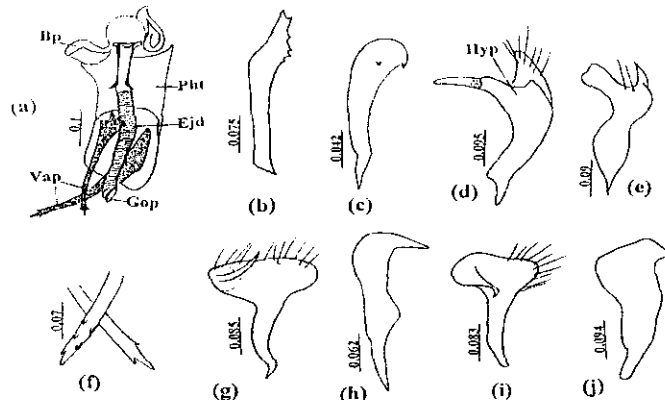 Bp
Pht
(a)
0.1
Ejd
Vap
Gop
0.075
(b)
0.042
(c)
Hyp
0.095
(d)
0.09
(e)
0.07
(f)
0.085
(g)
0.062
(h)
0.083
(i)
0.094
(j)